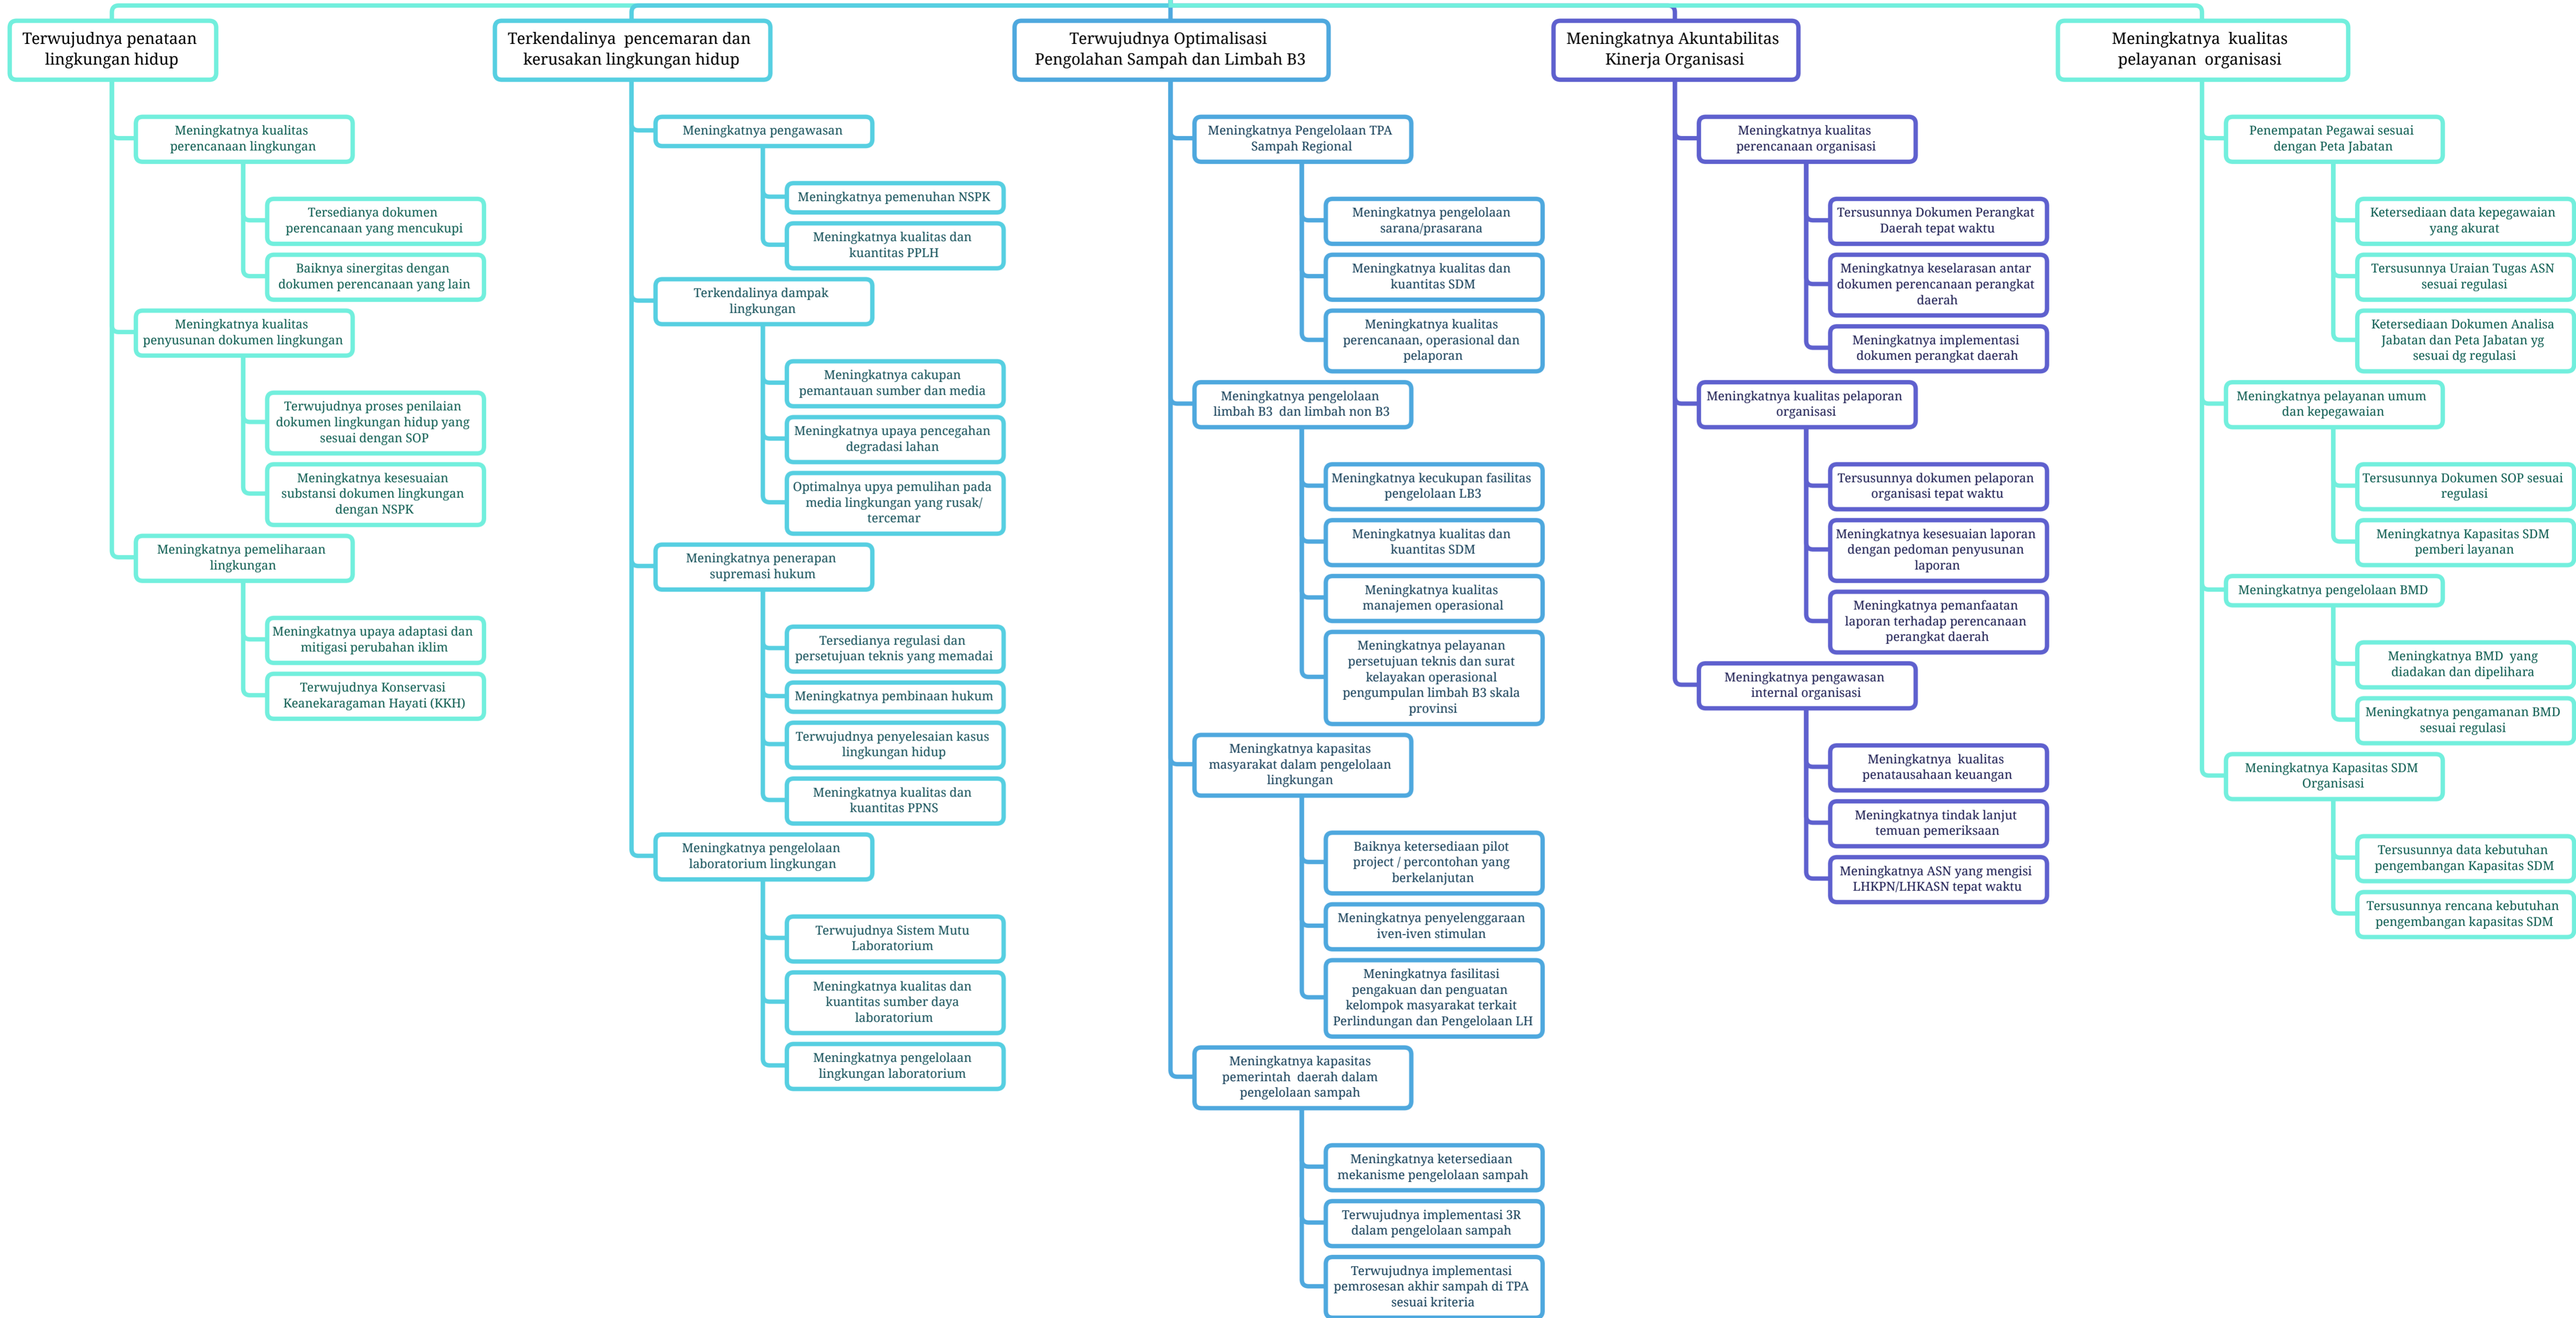 Terwujudnya penataan
lingkungan hidup
Meningkatnya kualitas
perencanaan lingkungan
Tersedianya dokumen
perencanaan yang mencukupi
Baiknya sinergitas dengan
dokumen perencanaan yang lain
Meningkatnya kualitas
penyusunan dokumen lingkungan
Terwujudnya proses penilaian
dokumen lingkungan hidup yang
sesuai dengan SOP
Meningkatnya kesesuaian
substansi dokumen lingkungan
dengan NSPK
Meningkatnya pemeliharaan
lingkungan
Meningkatnya upaya adaptasi dan
mitigasi perubahan iklim
Terwujudnya Konservasi
Keanekaragaman Hayati (KKH)
Terkendalinya pencemaran dan
kerusakan lingkungan hidup
Meningkatnya pengawasan
Meningkatnya pemenuhan NSPK
Meningkatnya kualitas dan
kuantitas PPLH
Terkendalinya dampak
lingkungan
Meningkatnya cakupan
pemantauan sumber dan media
Meningkatnya upaya pencegahan
degradasi lahan
Optimalnya upya pemulihan pada
media lingkungan yang rusak/
tercemar
Meningkatnya penerapan
supremasi hukum
Tersedianya regulasi dan
persetujuan teknis yang memadai
Meningkatnya pembinaan hukum
Terwujudnya penyelesaian kasus
lingkungan hidup
Meningkatnya kualitas dan
kuantitas PPNS
Meningkatnya pengelolaan
laboratorium lingkungan
Terwujudnya Sistem Mutu
Laboratorium
Meningkatnya kualitas dan
kuantitas sumber daya
laboratorium
Meningkatnya pengelolaan
lingkungan laboratorium
Terwujudnya Optimalisasi
Pengolahan Sampah dan Limbah B3
Meningkatnya Pengelolaan TPA
Sampah Regional
Meningkatnya pengelolaan
sarana/prasarana
Meningkatnya kualitas dan
kuantitas SDM
Meningkatnya kualitas
perencanaan, operasional dan
pelaporan
Meningkatnya pengelolaan
limbah B3 dan limbah non B3
Meningkatnya kecukupan fasilitas
pengelolaan LB3
Meningkatnya kualitas dan
kuantitas SDM
Meningkatnya kualitas
manajemen operasional
Meningkatnya pelayanan
persetujuan teknis dan surat
kelayakan operasional
pengumpulan limbah B3 skala
provinsi
Meningkatnya kapasitas
masyarakat dalam pengelolaan
lingkungan
Baiknya ketersediaan pilot
project / percontohan yang
berkelanjutan
Meningkatnya penyelenggaraan
iven-iven stimulan
Meningkatnya fasilitasi
pengakuan dan penguatan
kelompok masyarakat terkait
Perlindungan dan Pengelolaan LH
Meningkatnya kapasitas
pemerintah daerah dalam
pengelolaan sampah
Meningkatnya ketersediaan
mekanisme pengelolaan sampah
Terwujudnya implementasi 3R
dalam pengelolaan sampah
Terwujudnya implementasi
pemrosesan akhir sampah di TPA
sesuai kriteria
Meningkatnya Akuntabilitas
Kinerja Organisasi
Meningkatnya kualitas
perencanaan organisasi
Tersusunnya Dokumen Perangkat
Daerah tepat waktu
Meningkatnya keselarasan antar
dokumen perencanaan perangkat
daerah
Meningkatnya implementasi
dokumen perangkat daerah
Meningkatnya kualitas pelaporan
organisasi
Tersusunnya dokumen pelaporan
organisasi tepat waktu
Meningkatnya kesesuaian laporan
dengan pedoman penyusunan
laporan
Meningkatnya pemanfaatan
laporan terhadap perencanaan
perangkat daerah
Meningkatnya pengawasan
internal organisasi
Meningkatnya kualitas
penatausahaan keuangan
Meningkatnya tindak lanjut
temuan pemeriksaan
Meningkatnya ASN yang mengisi
LHKPN/LHKASN tepat waktu
Meningkatnya kualitas
pelayanan organisasi
Penempatan Pegawai sesuai
dengan Peta Jabatan
Ketersediaan data kepegawaian
yang akurat
Tersusunnya Uraian Tugas ASN
sesuai regulasi
Ketersediaan Dokumen Analisa
Jabatan dan Peta Jabatan yg
sesuai dg regulasi
Meningkatnya pelayanan umum
dan kepegawaian
Tersusunnya Dokumen SOP sesuai
regulasi
Meningkatnya Kapasitas SDM
pemberi layanan
Meningkatnya pengelolaan BMD
Meningkatnya BMD yang
diadakan dan dipelihara
Meningkatnya pengamanan BMD
sesuai regulasi
Meningkatnya Kapasitas SDM
Organisasi
Tersusunnya data kebutuhan
pengembangan Kapasitas SDM
Tersusunnya rencana kebutuhan
pengembangan kapasitas SDM